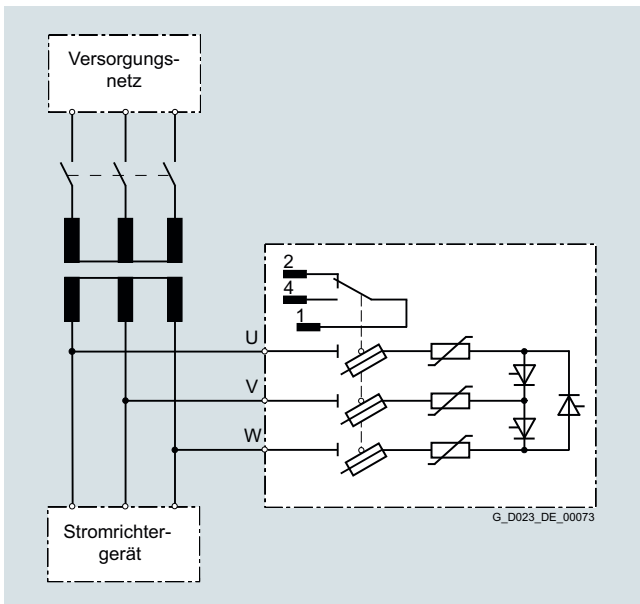 Versorgungs-
netz
2
4
1
U
V
W
G_D023_DE_00073
Stromrichter-
gerät